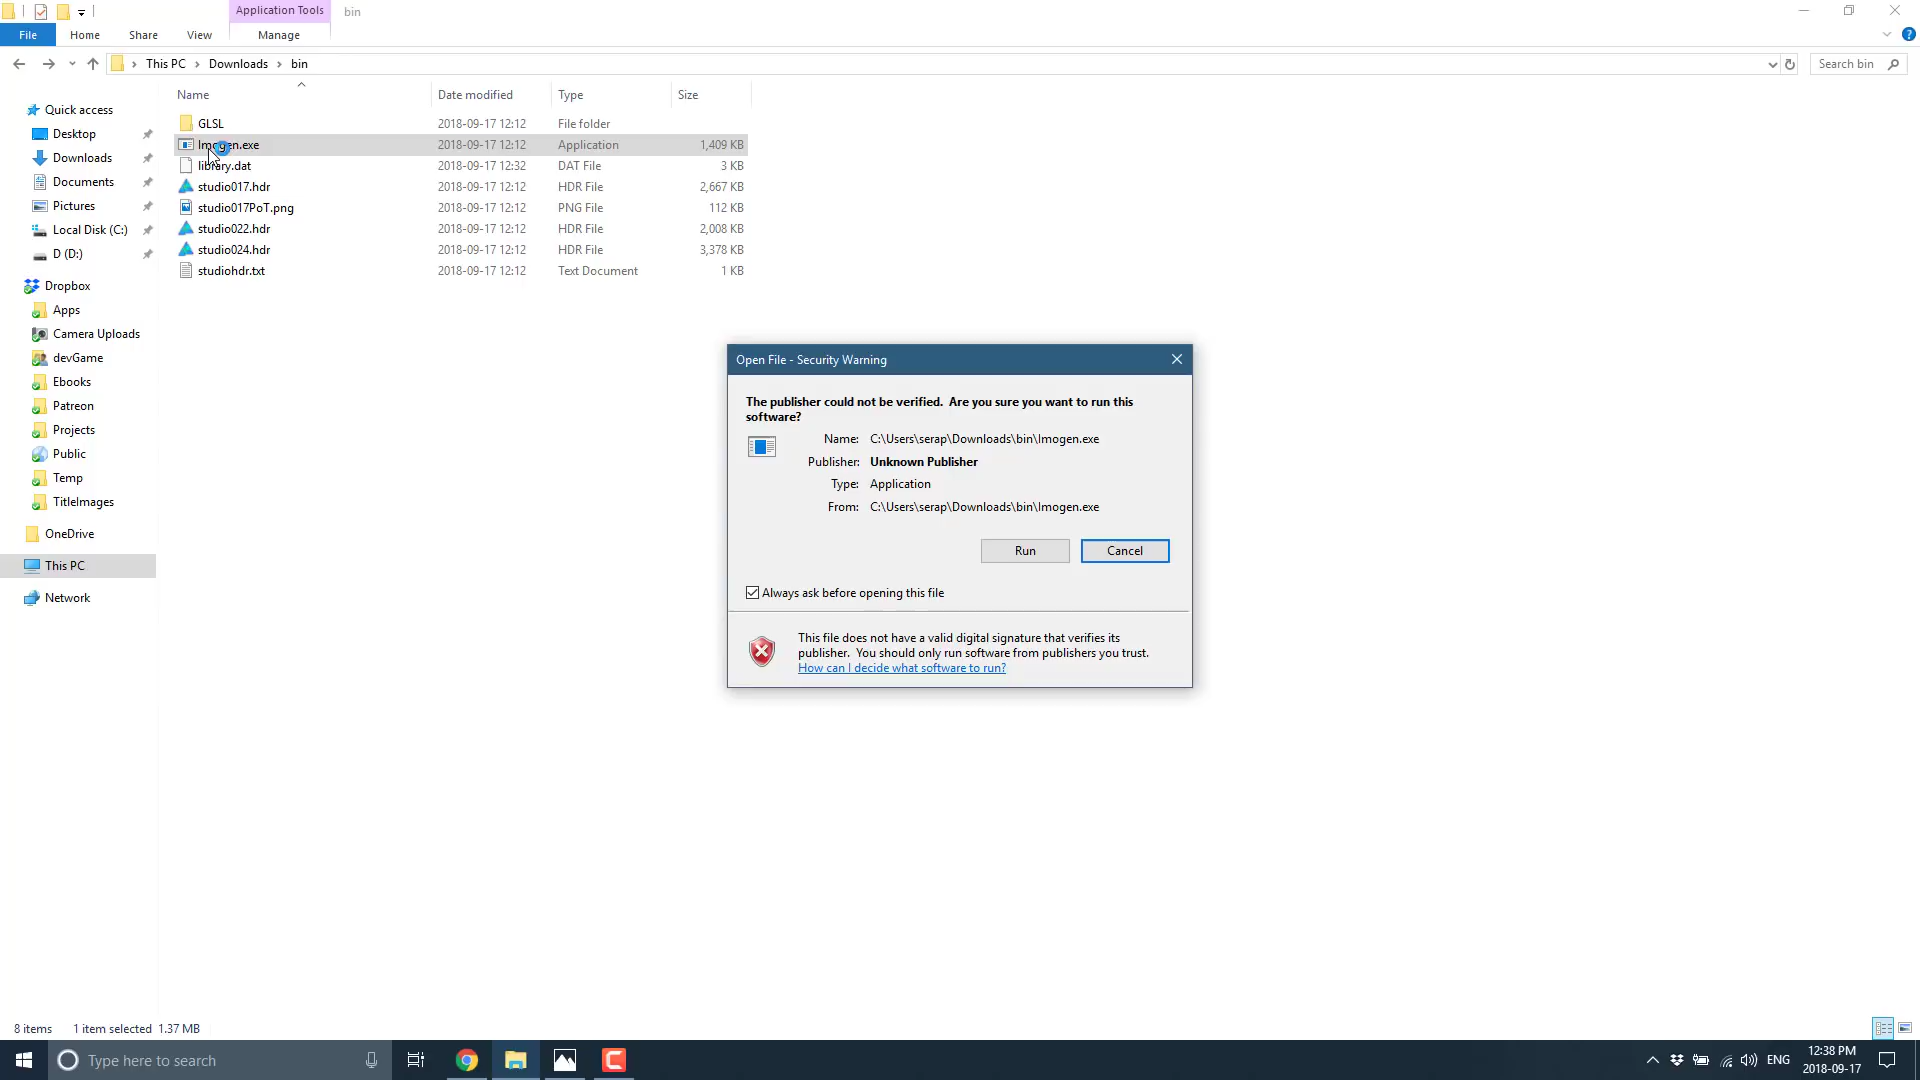 Application Tools
bin
File
Home
Share
View
Manage
This PC
Downloads
bin
Search bin
Name
Date modified
Type
Size
Quick access
Desktop
Downloads
Documents
Pictures
Local Disk (C:)
D (D:)
Dropbox
Apps
Camera Uploads
devGame
Ebooks
Patreon
Projects
Public
Temp
TitleImages
OneDrive
This PC
Network
GLSL 2018-09-17 12:12 File folder
Imogen.exe 2018-09-17 12:12 Application 1,409 KB
library.dat 2018-09-17 12:32 DAT File 3 KB
studio017.hdr 2018-09-17 12:12 HDR File 2,667 KB
studio017PoT.png 2018-09-17 12:12 PNG File 112 KB
studio022.hdr 2018-09-17 12:12 HDR File 2,008 KB
studio024.hdr 2018-09-17 12:12 HDR File 3,378 KB
studiohdr.txt 2018-09-17 12:12 Text Document 1 KB
Open File - Security Warning
The publisher could not be verified. Are you sure you want to run this
software?
Name: C:\Users\serap\Downloads\bin\Imogen.exe
Publisher: Unknown Publisher
Type: Application
From: C:\Users\serap\Downloads\bin\Imogen.exe
Run
Cancel
Always ask before opening this file
This file does not have a valid digital signature that verifies its
publisher. You should only run software from publishers you trust.
How can I decide what software to run?
8 items 1 item selected 1.37 MB
Type here to search
ENG
12:38 PM
2018-09-17